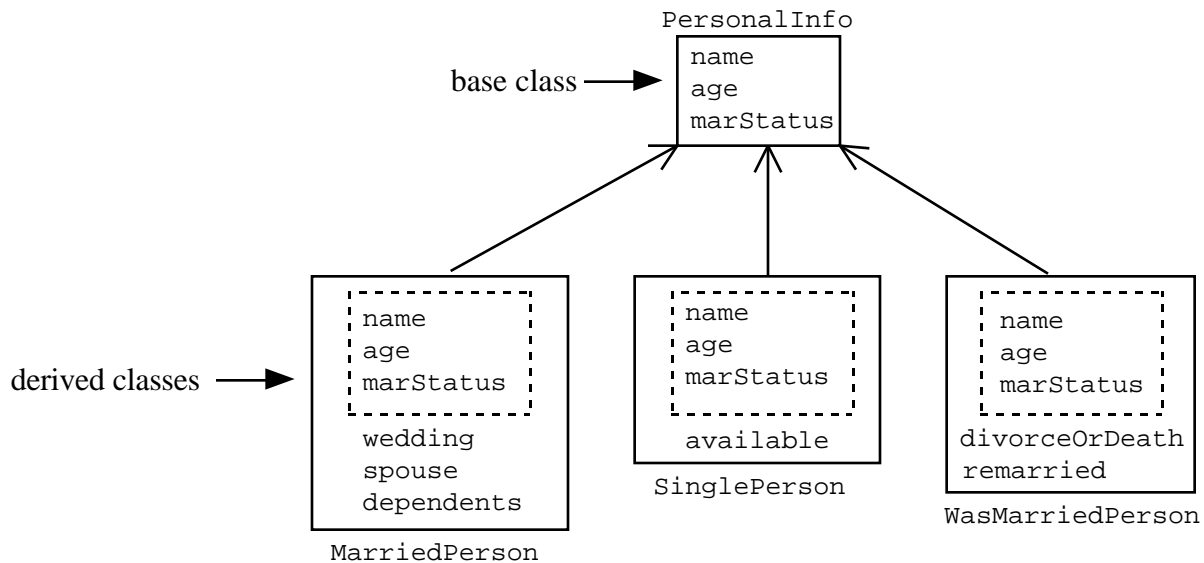 PersonalInfo
base class
name
age
marStatus
derived classes
name
age
marStatus
wedding
spouse
dependents
MarriedPerson
name
age
marStatus
available
SinglePerson
name
age
marStatus
divorceOrDeath
remarried
WasMarriedPerson